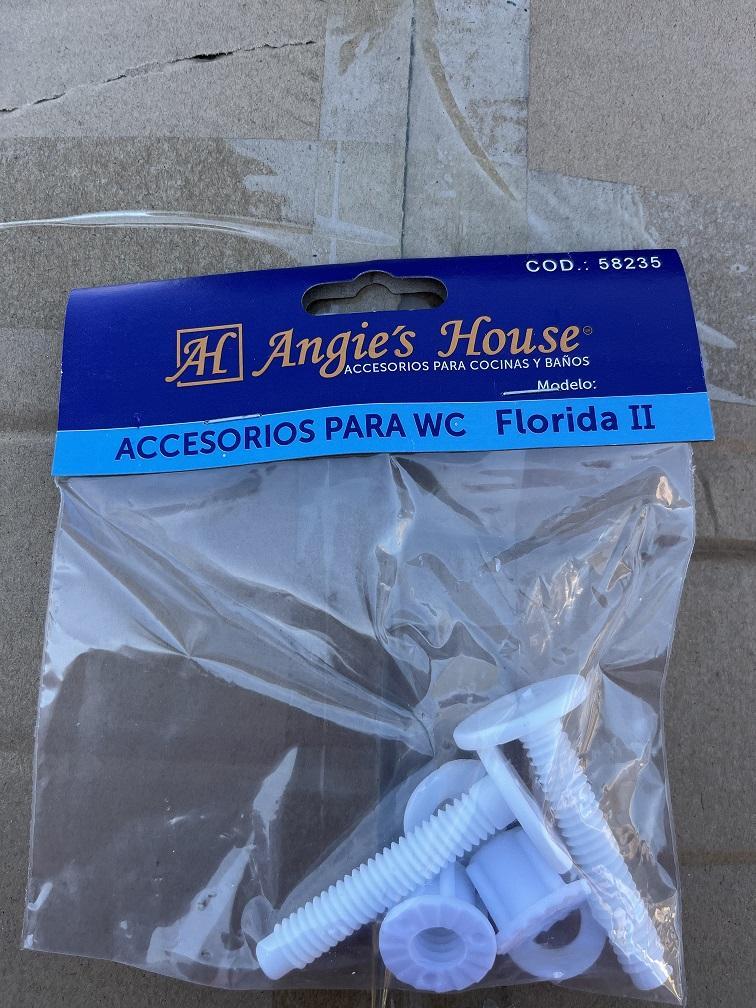 COD.: 58235
AH Angie's House®
ACCESORIOS PARA COCINAS Y BAÑOS
Modelo:
ACCESORIOS PARA WC Florida II